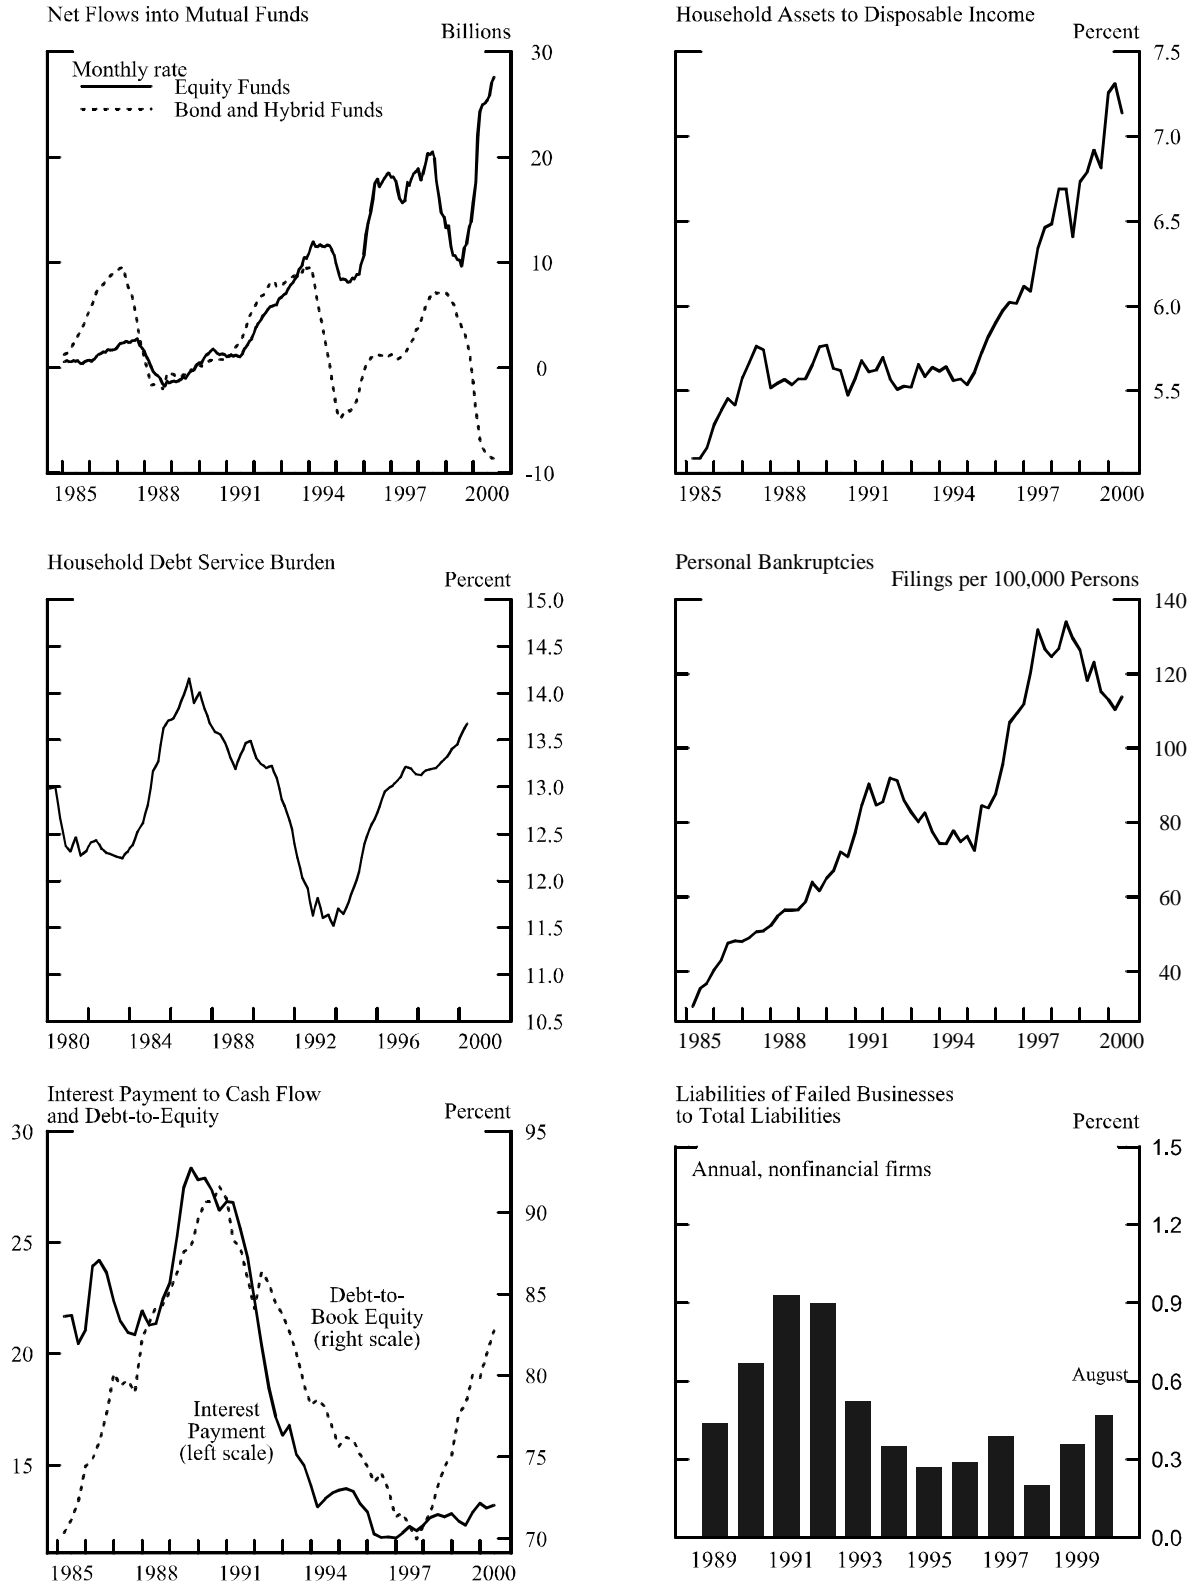 Net Flows into Mutual Funds
Billions
30
20
10
0
-10
Monthly rate
Equity Funds
Bond and Hybrid Funds
1985 1988 1991 1994 1997 2000
Household Assets to Disposable Income
Percent
7.5
7.0
6.5
6.0
5.5
1985 1988 1991 1994 1997 2000
Household Debt Service Burden
Percent
15.0
14.5
14.0
13.5
13.0
12.5
12.0
11.5
11.0
10.5
1980 1984 1988 1992 1996 2000
Personal Bankruptcies
Filings per 100,000 Persons
140
120
100
80
60
40
1985 1988 1991 1994 1997 2000
Interest Payment to Cash Flow
and Debt-to-Equity
Percent
30
25
20
15
95
90
85
80
75
70
Debt-to-
Book Equity
(right scale)
Interest
Payment
(left scale)
1985 1988 1991 1994 1997 2000
Liabilities of Failed Businesses
to Total Liabilities
Percent
Annual, nonfinancial firms
1.5
1.2
0.9
August
0.6
0.3
0.0
1989 1991 1993 1995 1997 1999